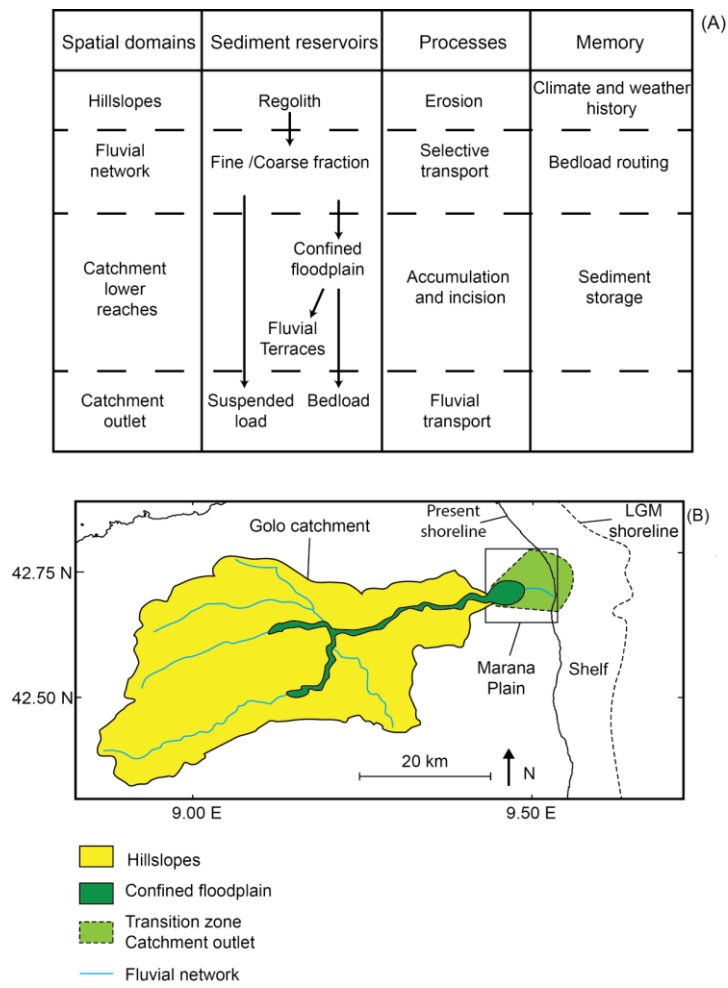 (A)
Spatial domains
Sediment reservoirs
Processes
Memory
Hillslopes
Regolith
Erosion
Climate and weather
history
Fluvial
network
Fine /Coarse fraction
Selective
transport
Bedload routing
Catchment
lower
reaches
Confined
floodplain
Fluvial
Terraces
Accumulation
and incision
Sediment
storage
Catchment
outlet
Suspended
load
Bedload
Fluvial
transport
(B)
Golo catchment
Present
shoreline
LGM
shoreline
42.75 N
42.50 N
Marana
Plain
Shelf
20 km
N
9.00 E
9.50 E
Hillslopes
Confined floodplain
Transition zone
Catchment outlet
Fluvial network